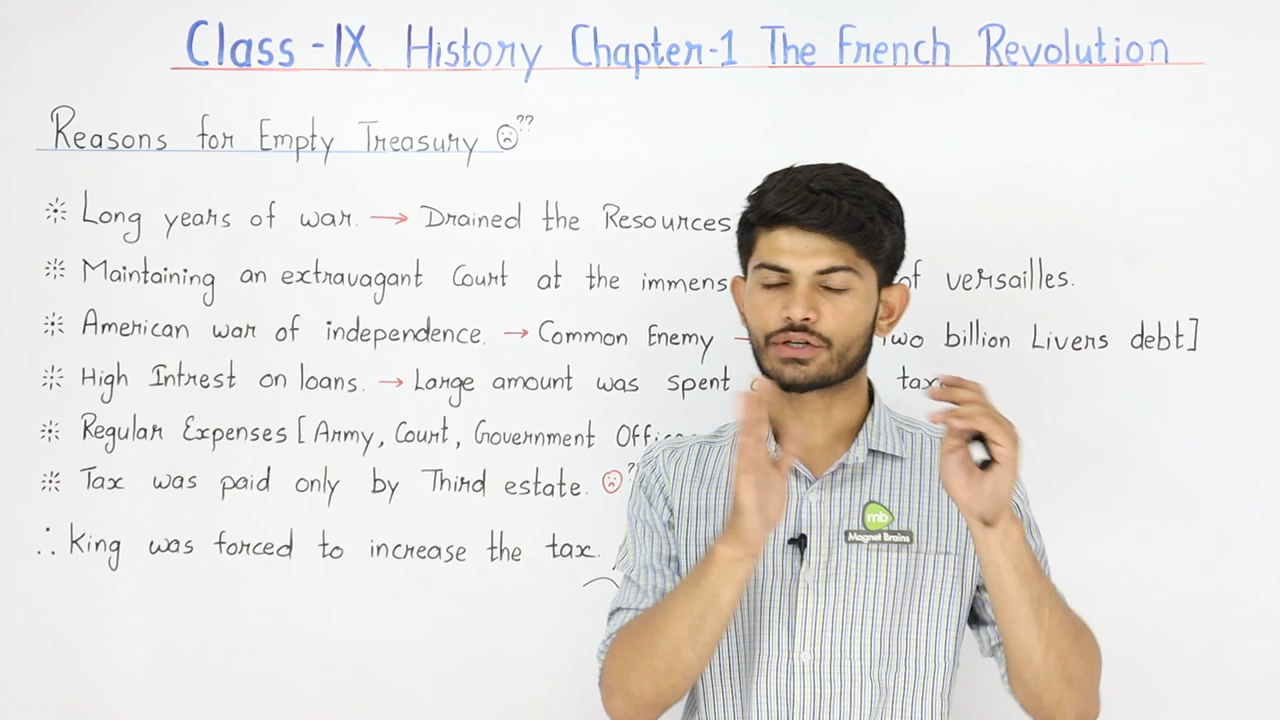 Class-IX History Chapter-1 The French Revolution
Reasons for Empty Treasury ??
Long years of war. → Drained the Resources
Maintaining an extravagant Court at the immens of versailles.
American war of independence. → Common Enemy → billion Livers debt]
High Intrest on loans. → Large amount was spent tax
Regular Expenses [Army, Court, Government
Tax was paid only by Third estate. ?
∴ King was forced to increase the tax.
mb
Magnet Brains